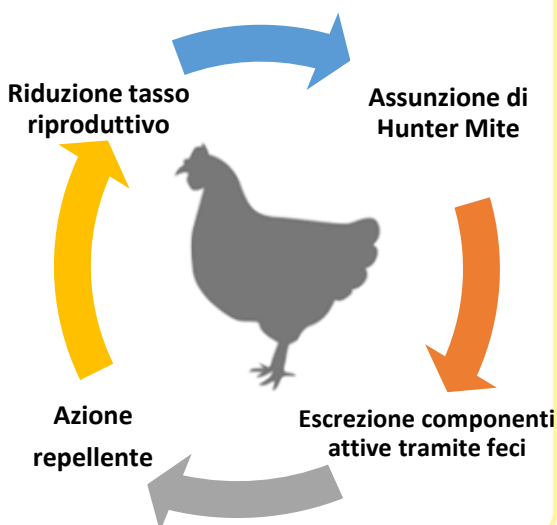 Riduzione tasso
riproduttivo
Assunzione di
Hunter Mite
Escrezione componenti
attive tramite feci
Azione
repellente